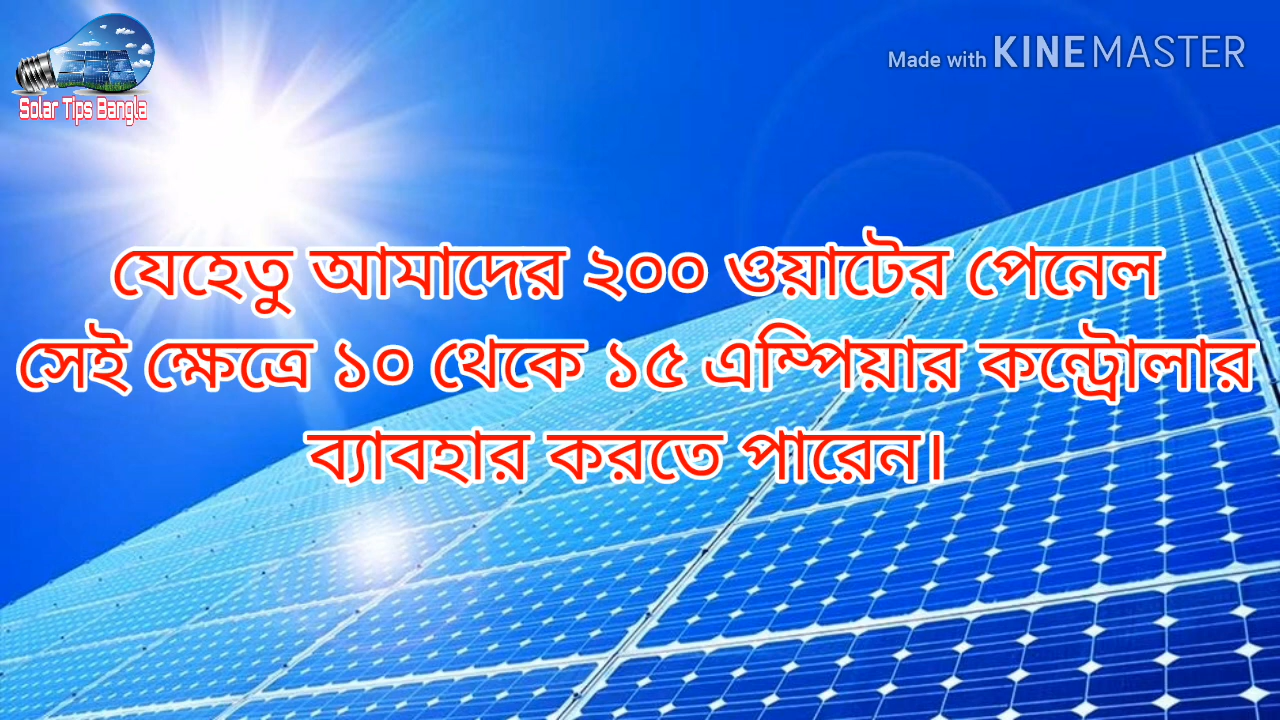 Solar Tips Bangla
Made with KINEMASTER
যেহেতু আমাদের ২০০ ওয়াটের পেনেল
সেই ক্ষেত্রে ১০ থেকে ১৫ এম্পিয়ার কন্ট্রোলার
ব্যাবহার করতে পারেন।